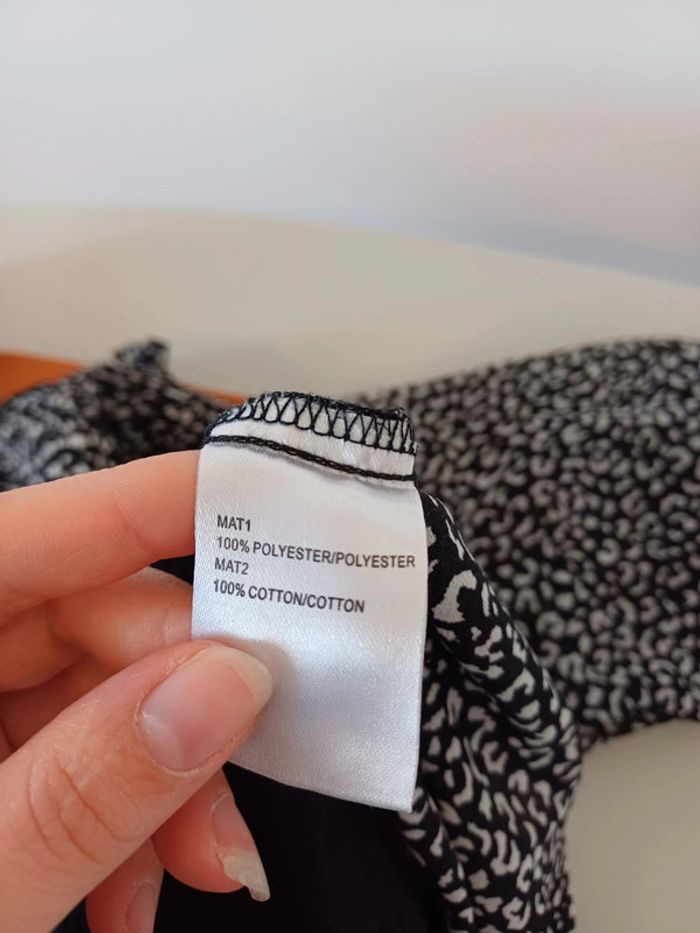 MAT1
100% POLYESTER/POLYESTER
MAT2
100% COTTON/COTTON